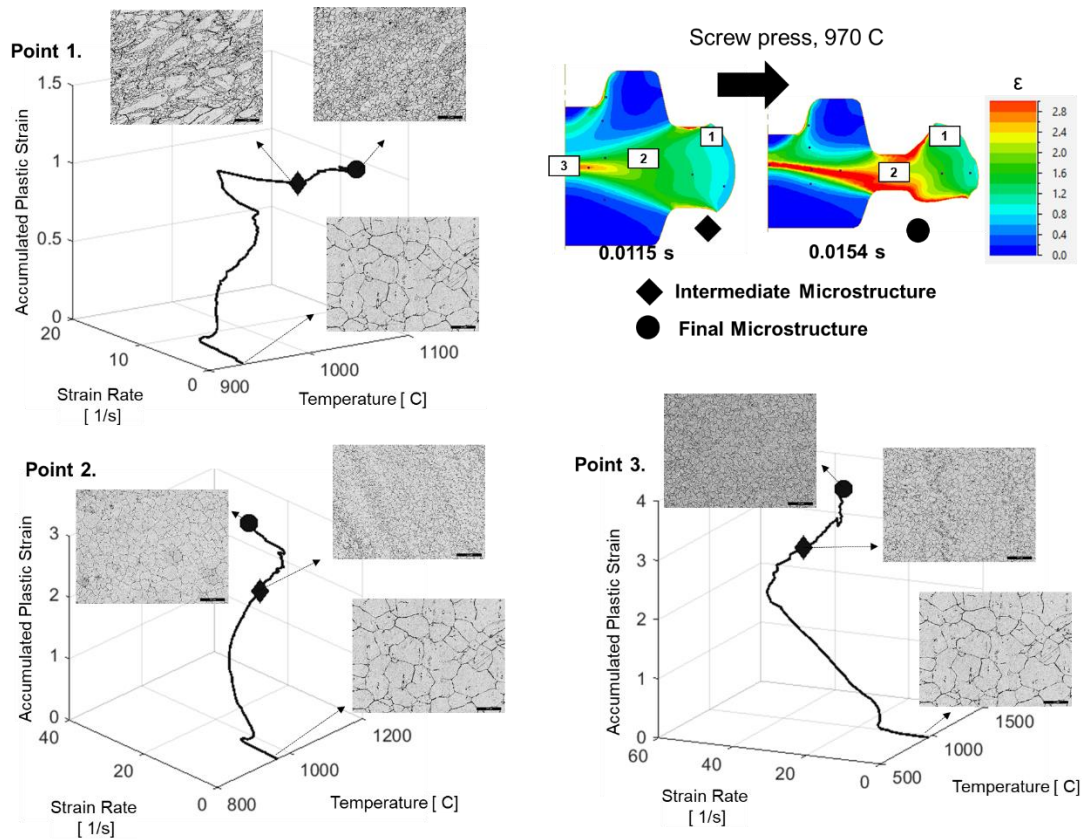 Point 1.
1.5
1
0.5
0
Accumulated Plastic Strain
20
10
0
Strain Rate
[ 1/s]
900
1000
1100
Temperature [ C]
Screw press, 970 C
ε
1
2
3
1
2
2.8
2.4
2.0
1.6
1.2
0.8
0.4
0.0
0.0115 s
0.0154 s
Intermediate Microstructure
Final Microstructure
Point 2.
3
2
1
0
Accumulated Plastic Strain
40
20
0
Strain Rate
[ 1/s]
800
1000
1200
Temperature [ C]
Point 3.
4
3
2
1
0
Accumulated Plastic Strain
60
40
20
0
Strain Rate
[ 1/s]
500
1000
1500
Temperature [ C]